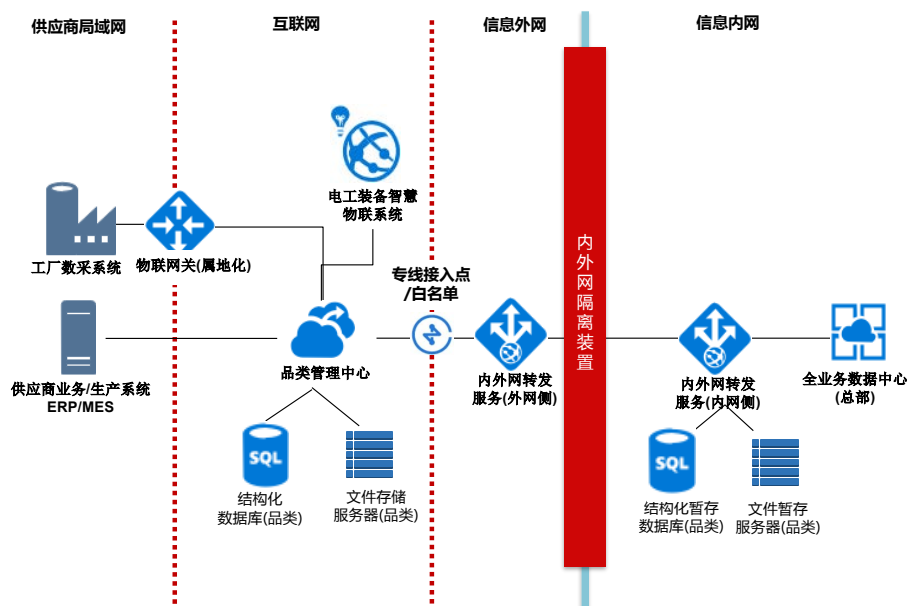 供应商局域网
互联网
信息外网
信息内网
电工装备智慧
物联系统
工厂数采系统
物联网关(属地化)
专线接入点
/白名单
内外网隔离装置
供应商业务/生产系统
ERP/MES
品类管理中心
内外网转发
服务(外网侧)
内外网转发
服务(内网侧)
全业务数据中心
(总部)
SQL
结构化
数据库(品类)
文件存储
服务器(品类)
SQL
结构化暂存
数据库(品类)
文件暂存
服务器(品类)